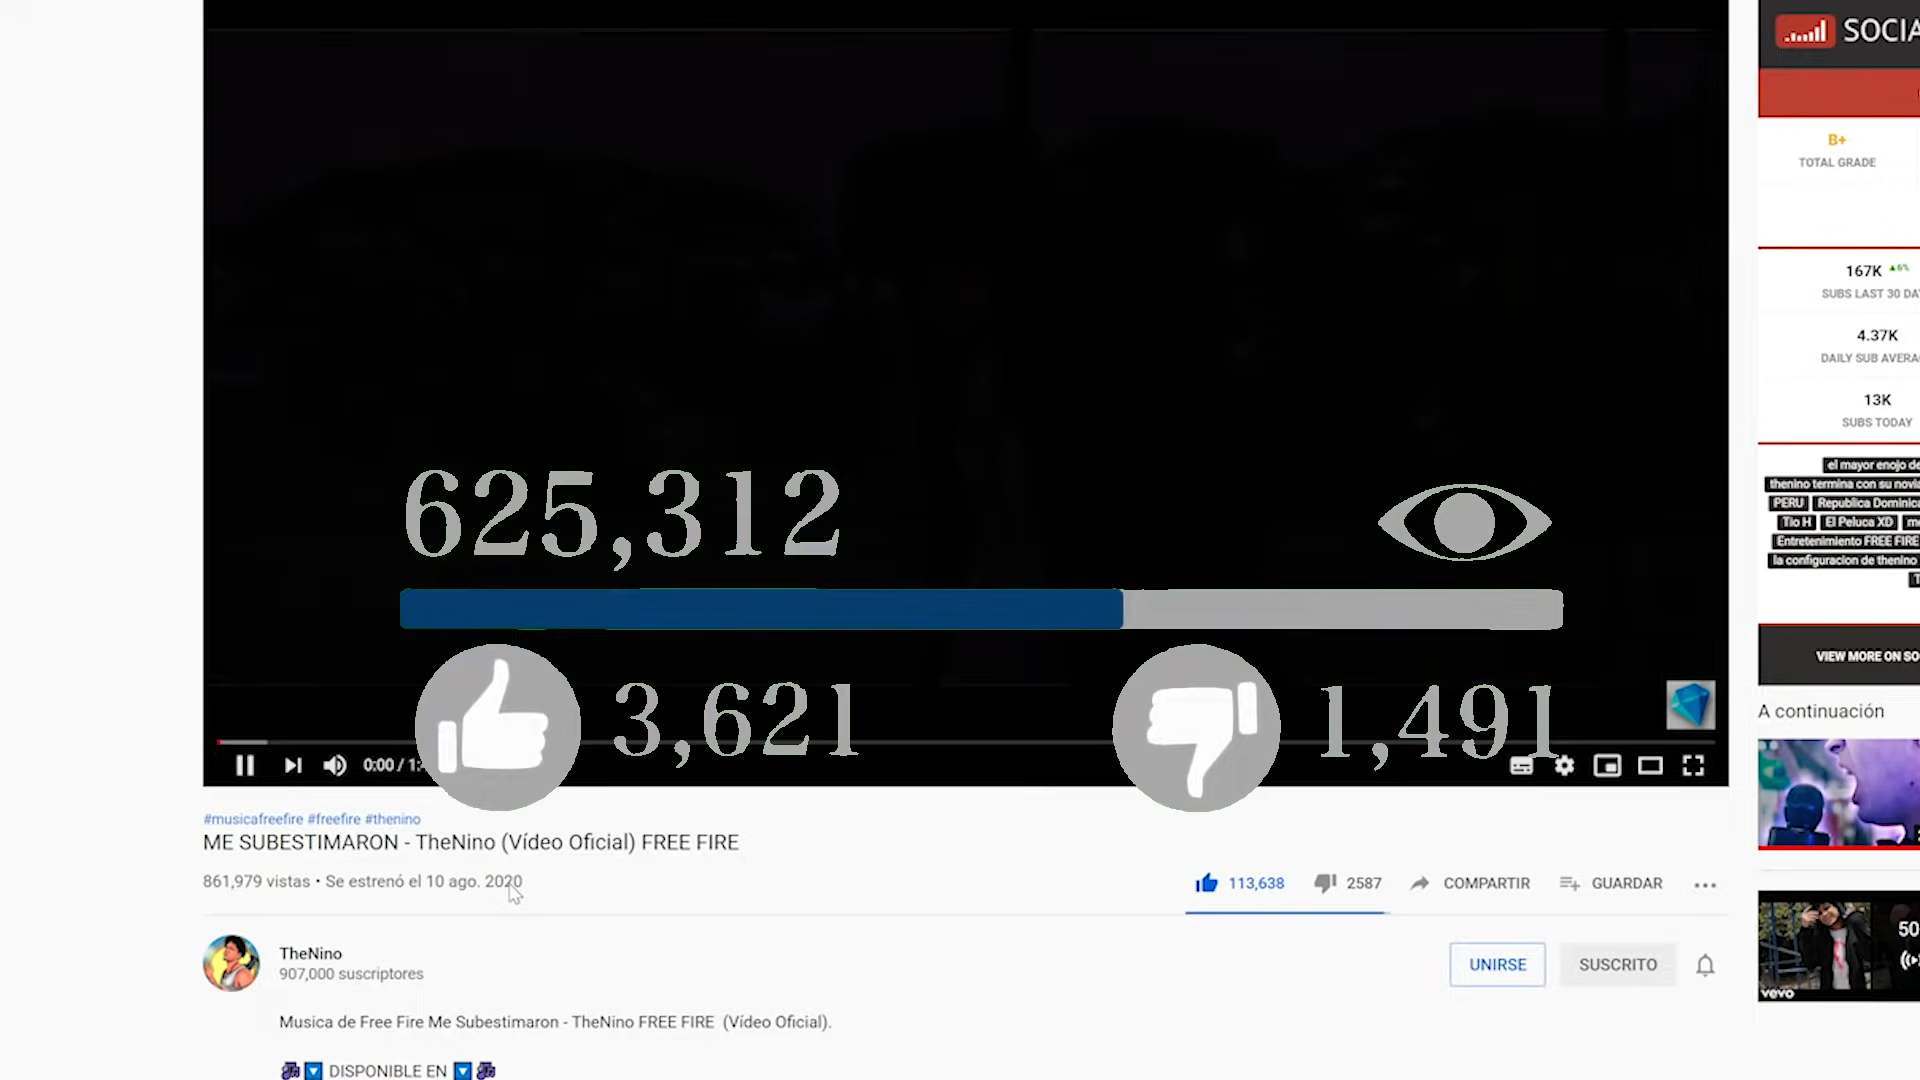 625,312
3,621
1,491
0:00 / 1:
#musicafreefire #freefire #thenino
ME SUBESTIMARON - TheNino (Vídeo Oficial) FREE FIRE
861,979 vistas • Se estrenó el 10 ago. 2020
113,638
2587
COMPARTIR
GUARDAR
TheNino
907,000 suscriptores
UNIRSE
SUSCRITO
Musica de Free Fire Me Subestimaron - TheNino FREE FIRE (Vídeo Oficial).
DISPONIBLE EN
SOCIA
B+
TOTAL GRADE
167K ▲6%
SUBS LAST 30 DA
4.37K
DAILY SUB AVERA
13K
SUBS TODAY
el mayor enojo de
thenino termina con su novia
PERU Republica Dominica
Tio H El Peluca XD
Entretenimiento FREE FIRE
la configuracion de thenino
VIEW MORE ON SO
A continuación
50
vevo